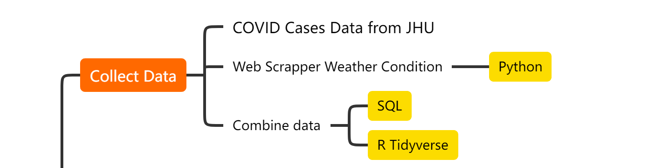 COVID Cases Data from JHU
Collect Data
Web Scrapper Weather Condition
Python
Combine data
SQL
R Tidyverse